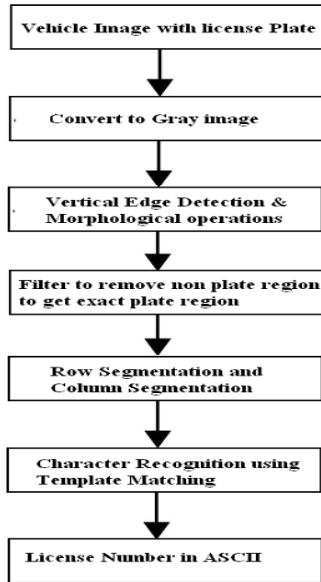 Vehicle Image with license Plate
Convert to Gray image
Vertical Edge Detection &
Morphological operations
Filter to remove non plate region
to get exact plate region
Row Segmentation and
Column Segmentation
Character Recognition using
Template Matching
License Number in ASCII